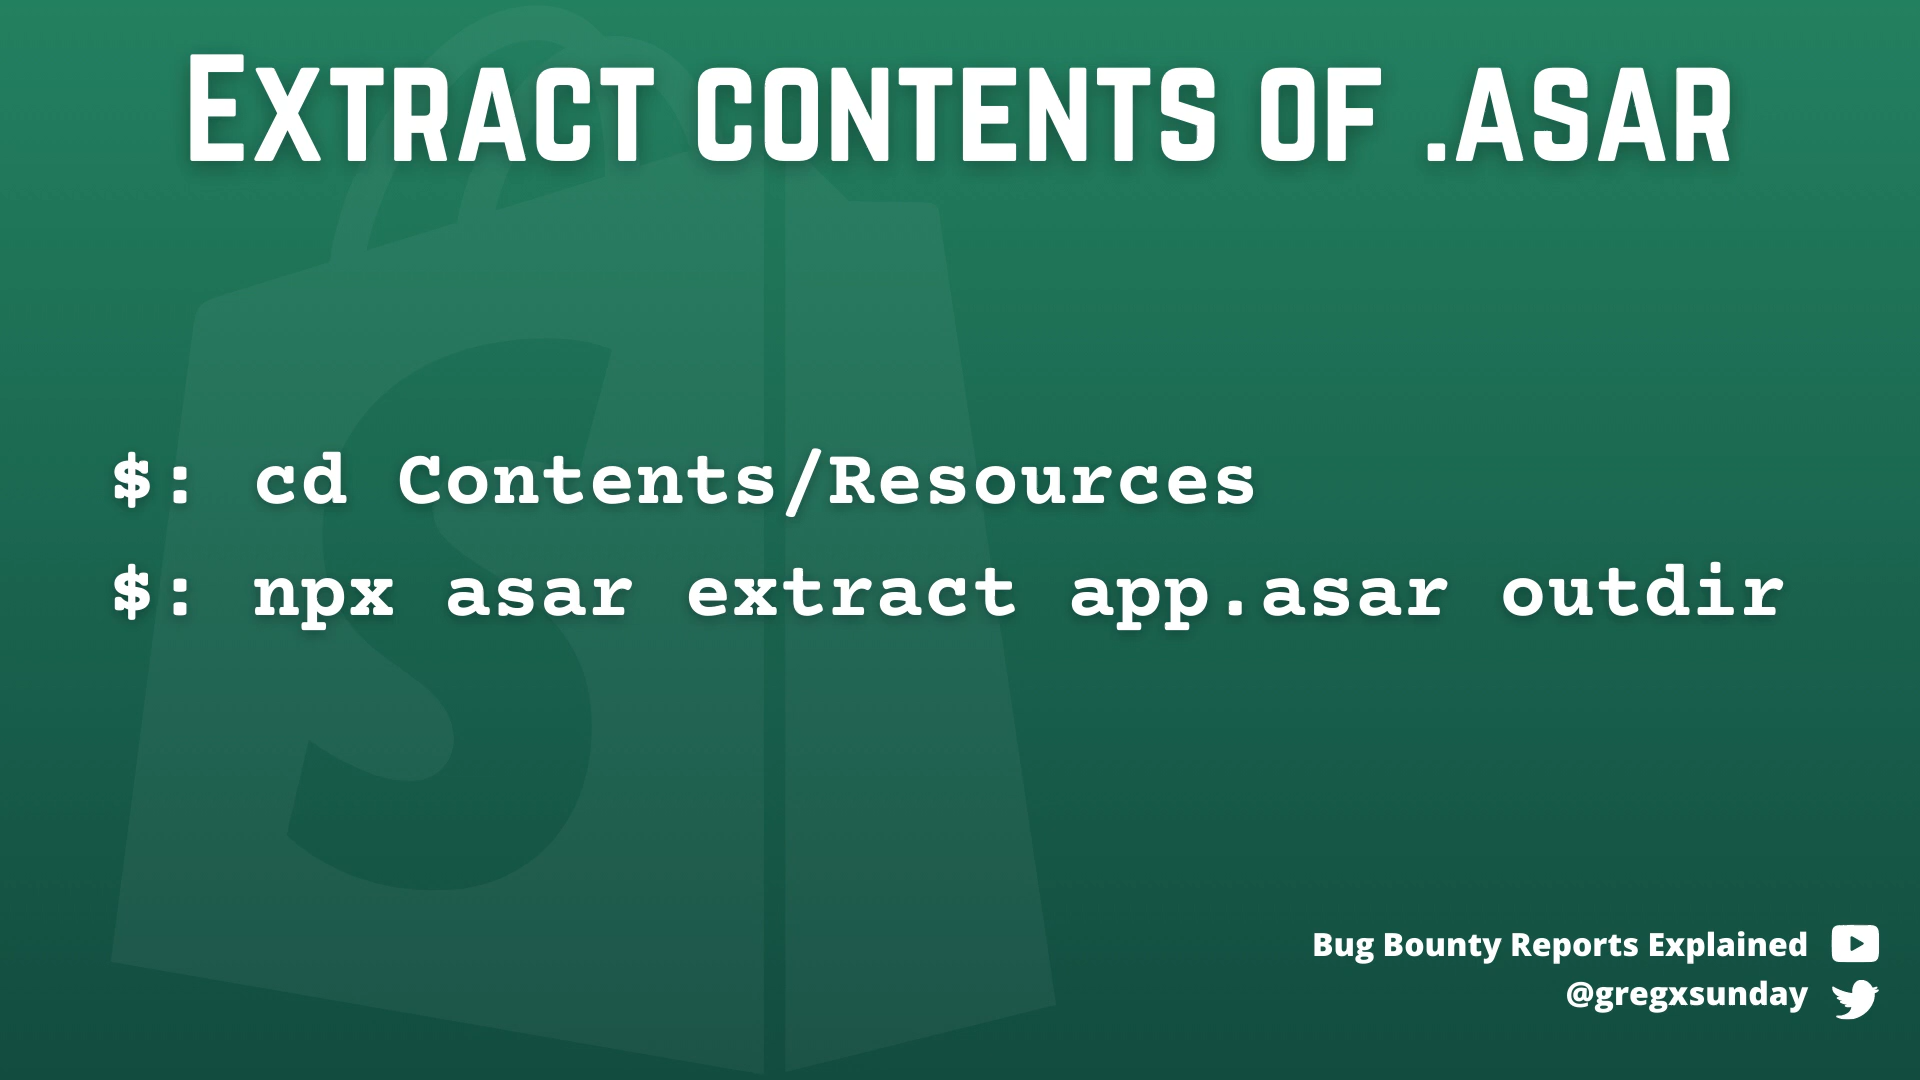 Extract contents of .asar
$: cd Contents/Resources
$: npx asar extract app.asar outdir
Bug Bounty Reports Explained
@gregxsunday